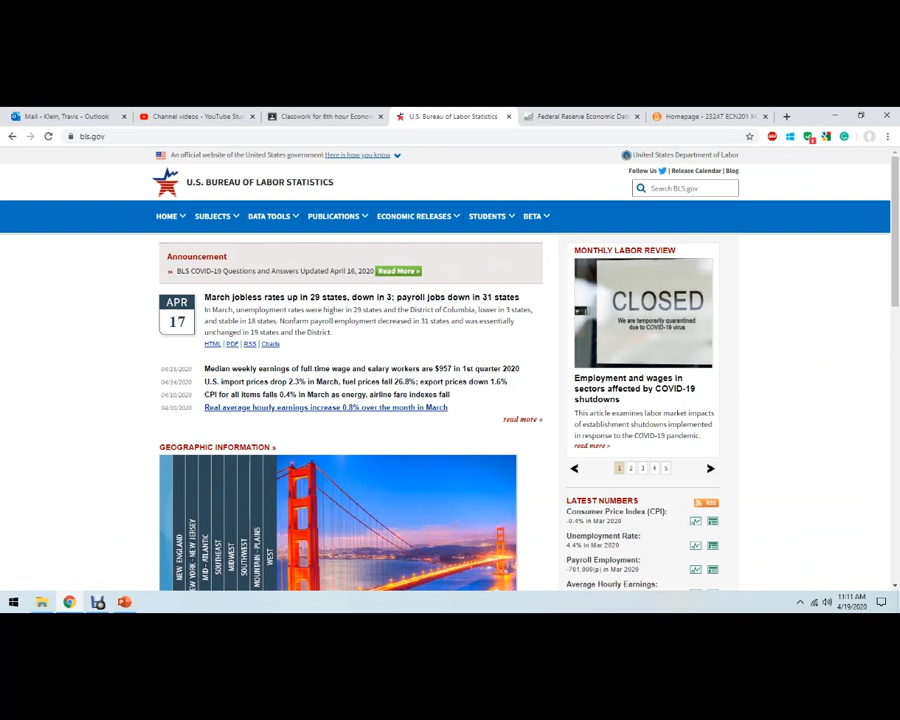 Mail - Klein, Travis - Outlook
Channel videos - YouTube Stu
Classwork for 6th hour Econom
U.S. Bureau of Labor Statistics
Federal Reserve Economic Dat
Homepage - 23247 ECN201 M
bls.gov
An official website of the United States government Here is how you know
United States Department of Labor
Follow Us | Release Calendar | Blog
U.S. BUREAU OF LABOR STATISTICS
Search BLS.gov
HOME SUBJECTS DATA TOOLS PUBLICATIONS ECONOMIC RELEASES STUDENTS BETA
Announcement
» BLS COVID-19 Questions and Answers Updated April 16, 2020 Read More »
APR
17
March jobless rates up in 29 states, down in 3; payroll jobs down in 31 states
In March, unemployment rates were higher in 29 states and the District of Columbia, lower in 3 states,
and stable in 18 states. Nonfarm payroll employment decreased in 31 states and was essentially
unchanged in 19 states and the District.
HTML | PDF | RSS | Charts
04/15/2020 Median weekly earnings of full-time wage and salary workers are $957 in 1st quarter 2020
04/14/2020 U.S. import prices drop 2.3% in March, fuel prices fall 26.8%; export prices down 1.6%
04/10/2020 CPI for all items falls 0.4% in March as energy, airline fare indexes fall
04/10/2020 Real average hourly earnings increase 0.8% over the month in March
read more »
GEOGRAPHIC INFORMATION »
NEW ENGLAND
EW YORK - NEW JERSEY
MID - ATLANTIC
SOUTHEAST
MIDWEST
SOUTHWEST
MOUNTAIN - PLAINS
WEST
MONTHLY LABOR REVIEW
CLOSED
We are temporarily quarantined
due to COVID-19 virus
Employment and wages in
sectors affected by COVID-19
shutdowns
This article examines labor market impacts
of establishment shutdowns implemented
in response to the COVID-19 pandemic.
read more »
1 2 3 4 5
LATEST NUMBERS
RSS
Consumer Price Index (CPI):
-0.4% in Mar 2020
Unemployment Rate:
4.4% in Mar 2020
Payroll Employment:
-701,000(p) in Mar 2020
Average Hourly Earnings:
11:11 AM
4/19/2020